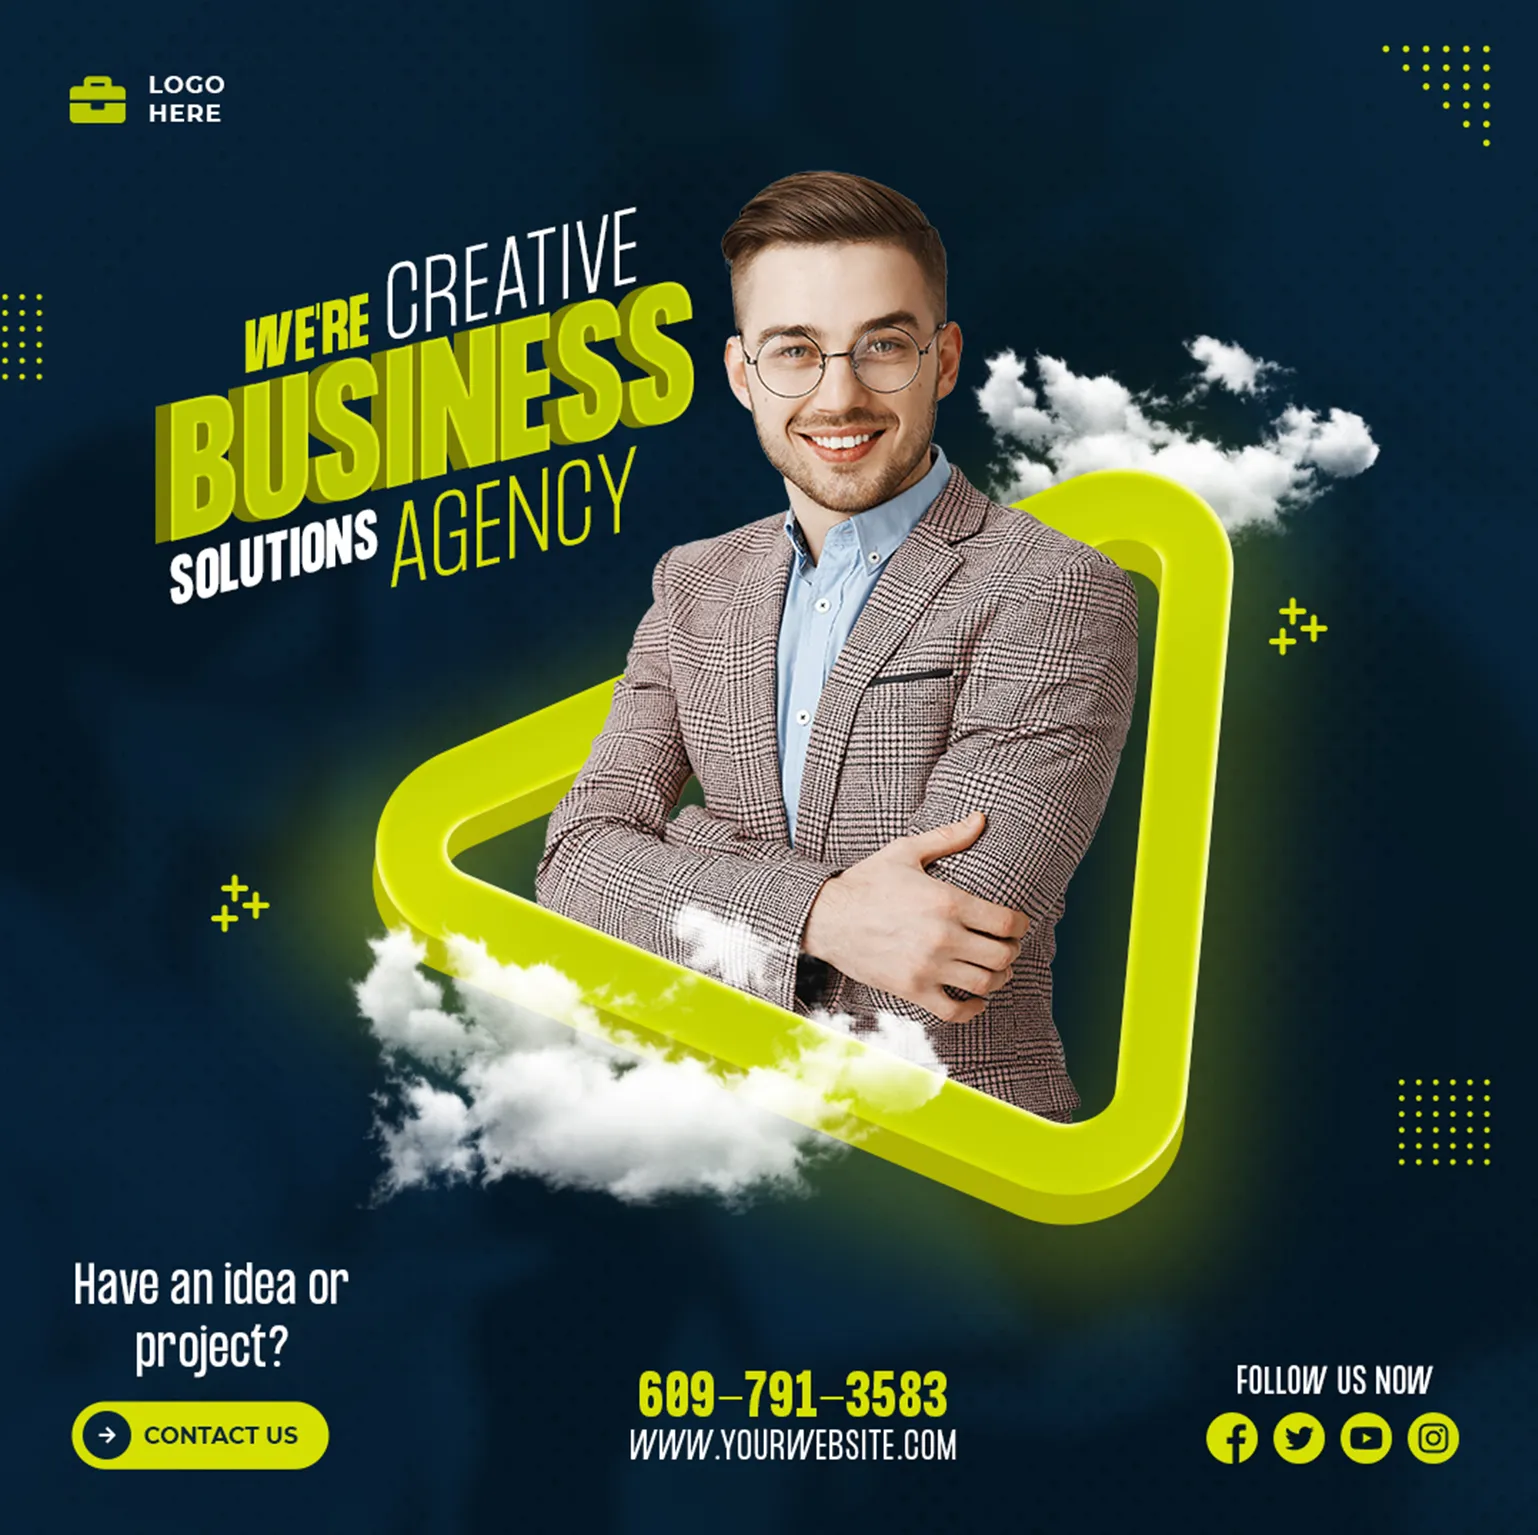 LOGO
HERE
WE'RE CREATIVE
BUSINESS
SOLUTIONS AGENCY
Have an idea or
project?
CONTACT US
609-791-3583
WWW.YOURWEBSITE.COM
FOLLOW US NOW